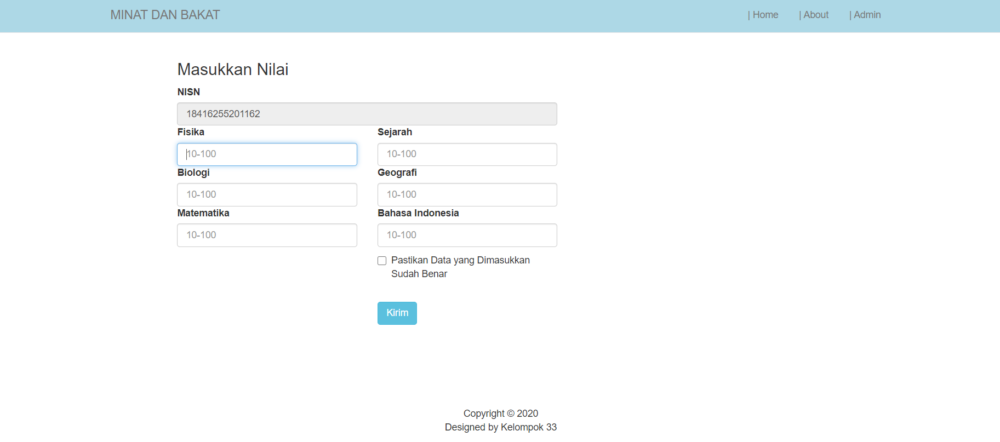 MINAT DAN BAKAT
| Home
| About
| Admin
Masukkan Nilai
NISN
18416255201162
Fisika
Sejarah
10-100
10-100
Biologi
Geografi
10-100
10-100
Matematika
Bahasa Indonesia
10-100
10-100
Pastikan Data yang Dimasukkan
Sudah Benar
Kirim
Copyright © 2020
Designed by Kelompok 33